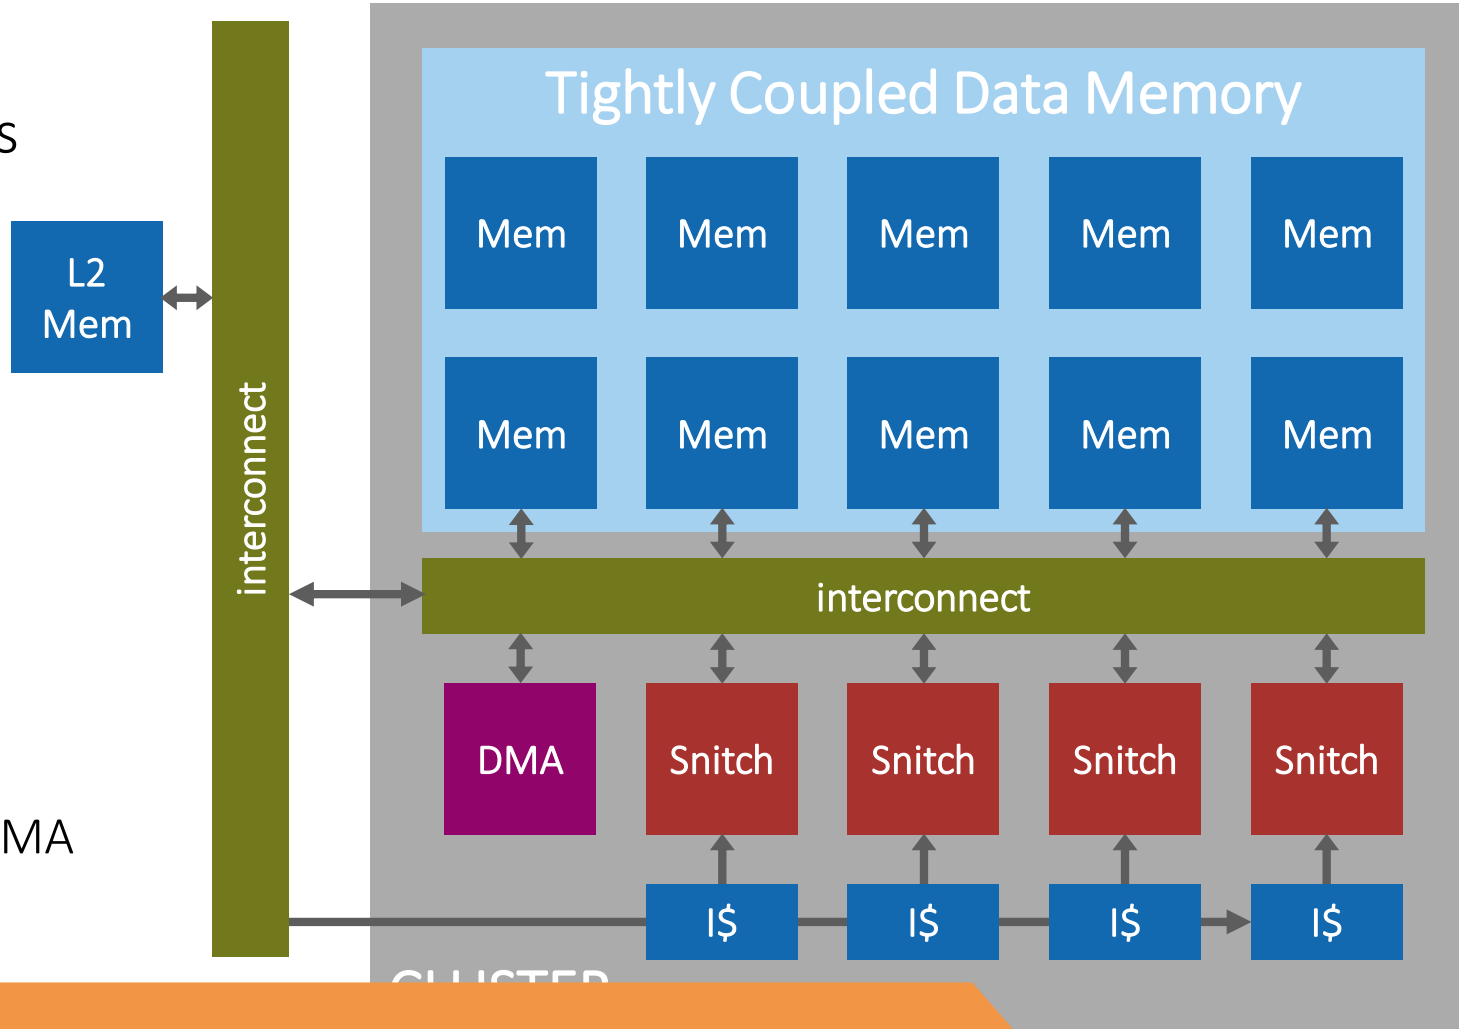 s
Tightly Coupled Data Memory
Mem Mem Mem Mem Mem
L2
Mem
Mem Mem Mem Mem Mem
interconnect
interconnect
DMA Snitch Snitch Snitch Snitch
MA
I$ I$ I$ I$
CLUSTER